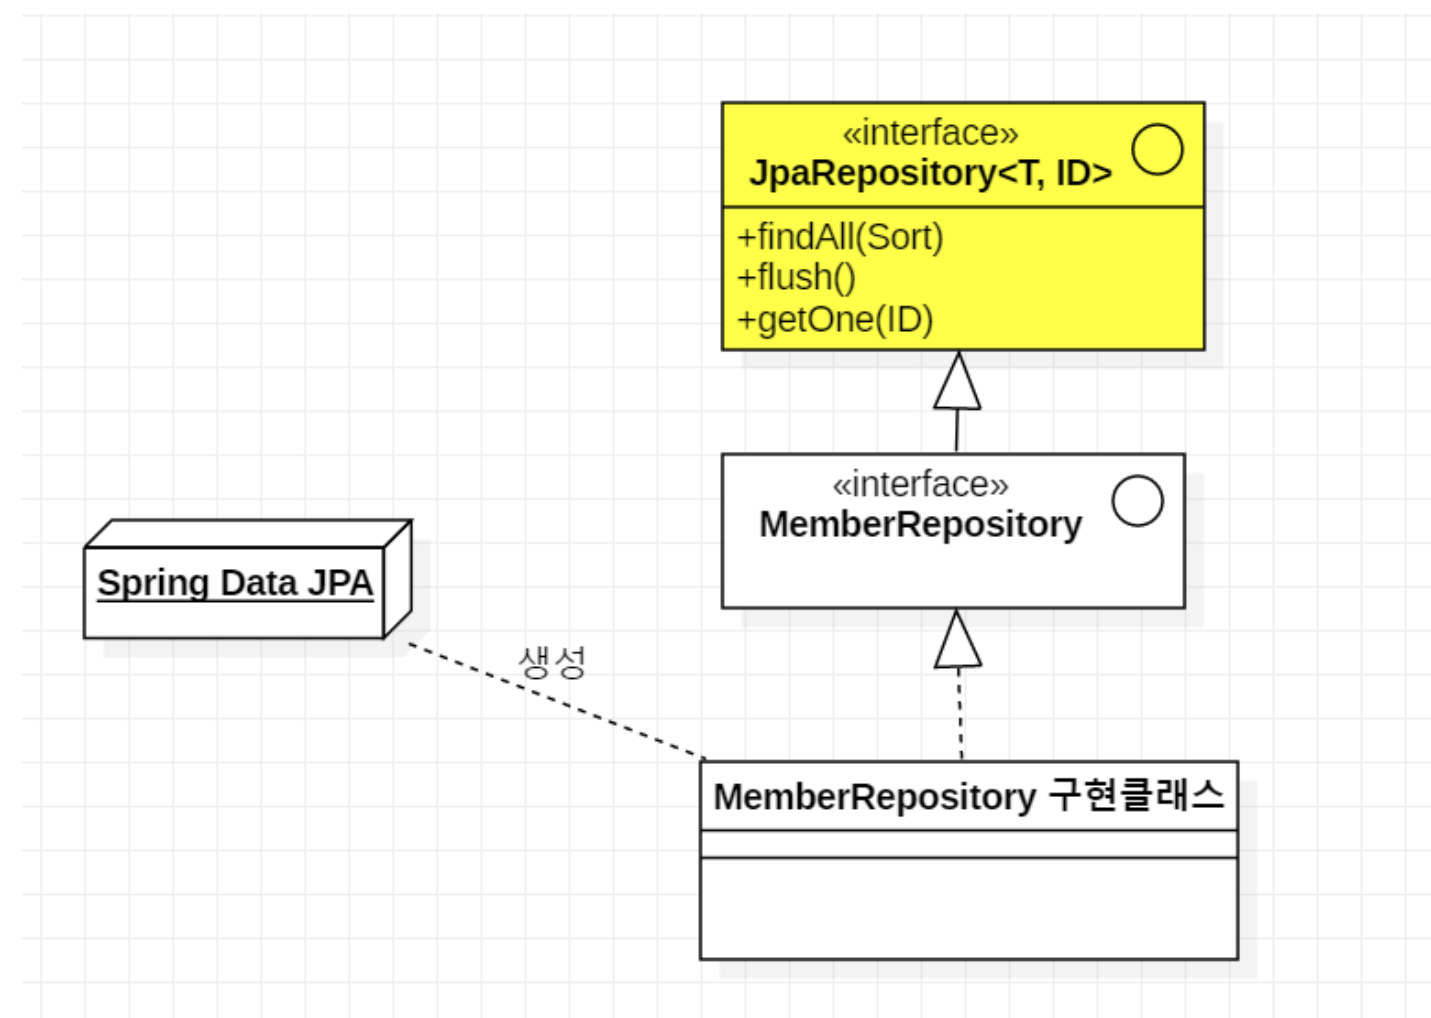 «interface»
JpaRepository<T, ID>
+findAll(Sort)
+flush()
+getOne(ID)
«interface»
MemberRepository
Spring Data JPA
생성
MemberRepository 구현클래스